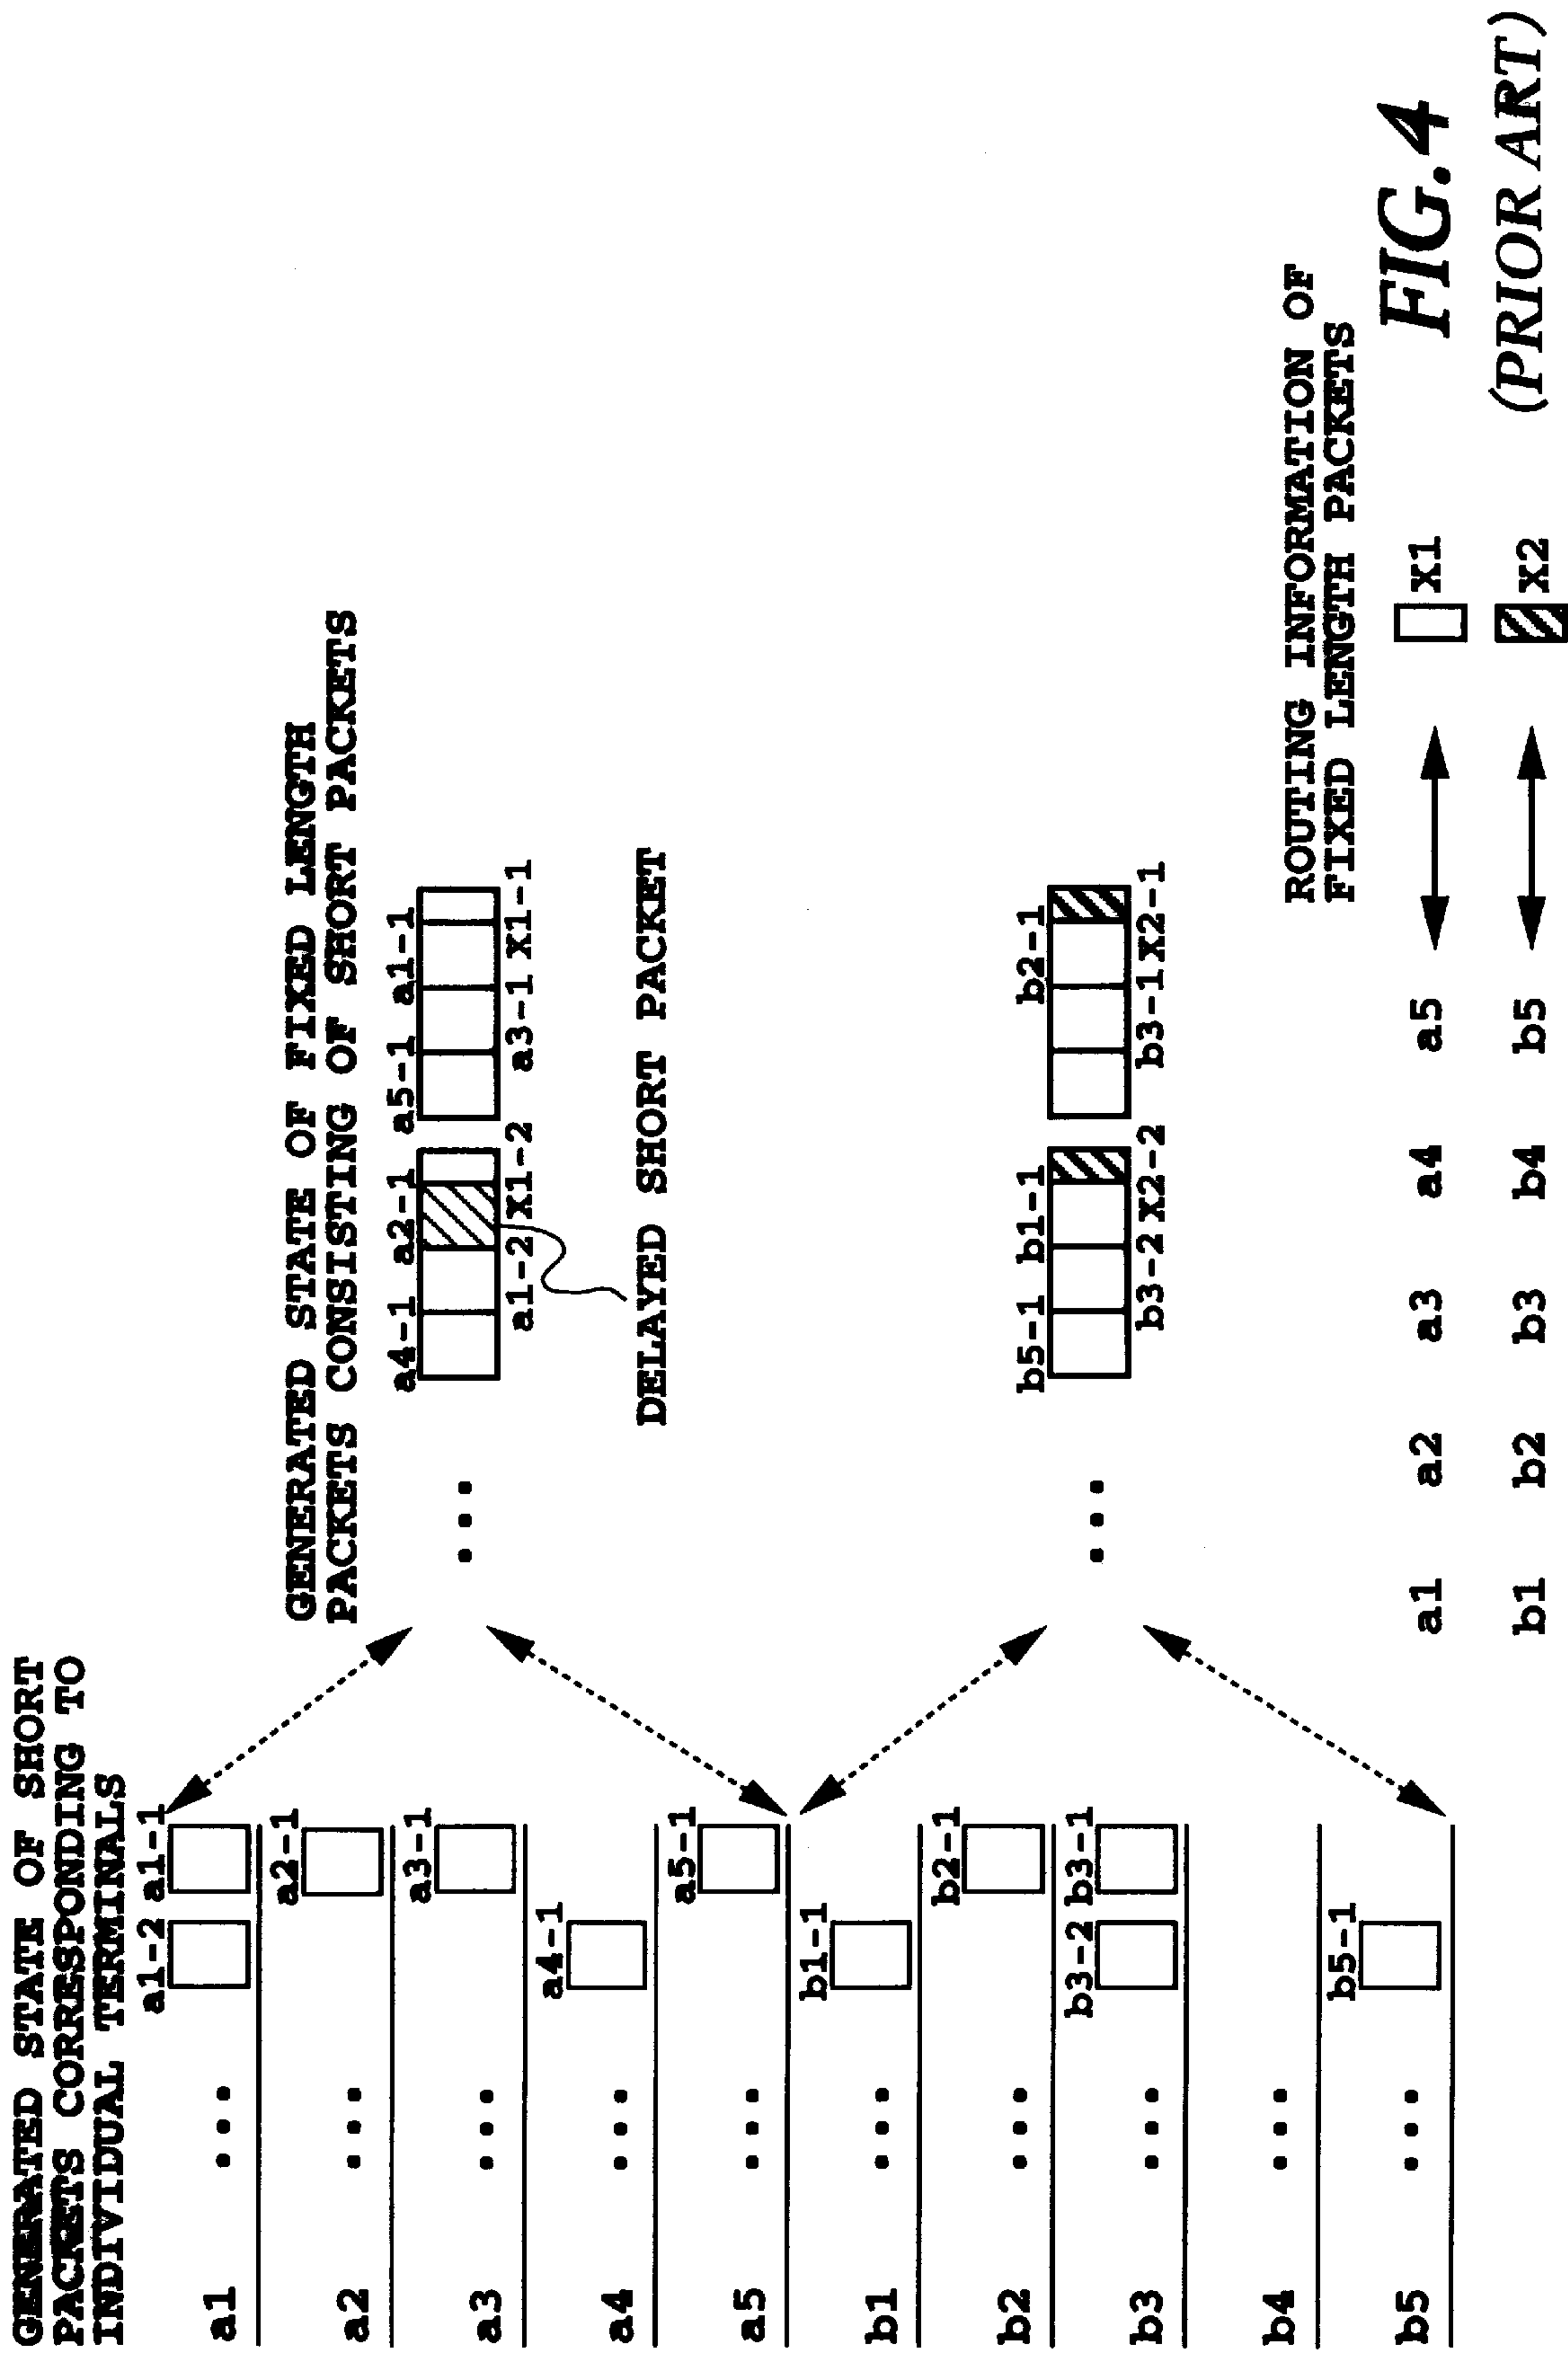 GENERATED STATE OF SHORT
PACKETS CORRESPONDING TO
INDIVIDUAL TERMINALS
a1 ... a1-2 a1-1
a2 ... a2-1
a3 ... a3-1
a4 ... a4-1
a5 ... a5-1
b1 ... b1-1
b2 ... b2-1
b3 ... b3-2 b3-1
b4 ...
b5 ... b5-1
GENERATED STATE OF FIXED LENGTH
PACKETS CONSISTING OF SHORT PACKETS
a4-1 a2-1 a5-1 a1-1
...
a1-2 X1-2 a3-1 X1-1
DELAYED SHORT PACKET
b5-1 b1-1 b2-1
...
b3-2 X2-2 b3-1 X2-1
ROUTING INFORMATION OF
FIXED LENGTH PACKETS
a1 a2 a3 a4 a5 X1
b1 b2 b3 b4 b5 X2
FIG.4
(PRIOR ART)